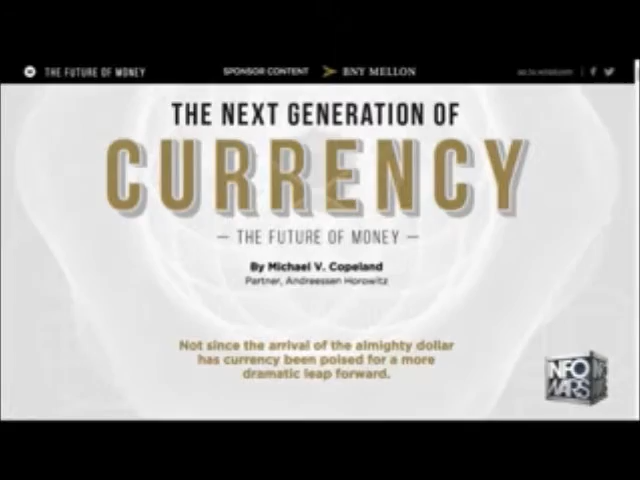 THE FUTURE OF MONEY
SPONSOR CONTENT BNY MELLON
THE NEXT GENERATION OF
CURRENCY
— THE FUTURE OF MONEY —
By Michael V. Copeland
Partner, Andreessen Horowitz
Not since the arrival of the almighty dollar
has currency been poised for a more
dramatic leap forward.
INFO
WARS